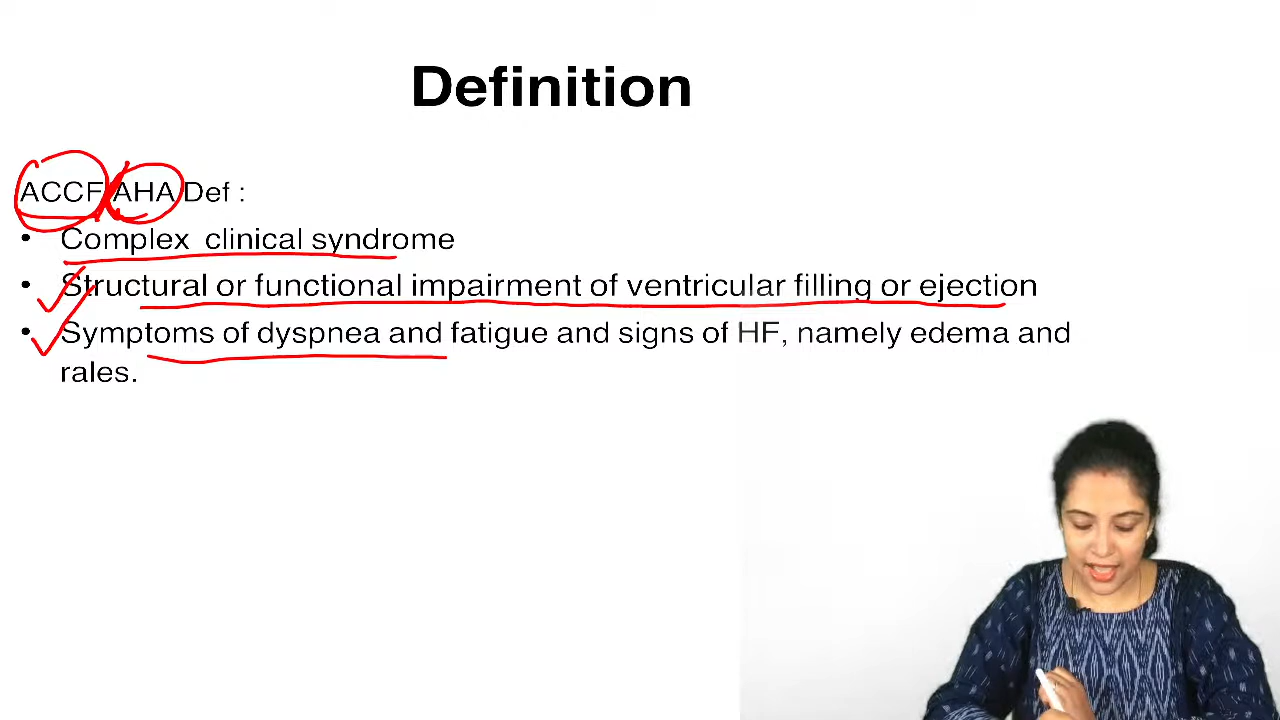 Definition
ACCF/AHA Def :
• Complex clinical syndrome
• Structural or functional impairment of ventricular filling or ejection
• Symptoms of dyspnea and fatigue and signs of HF, namely edema and
rales.